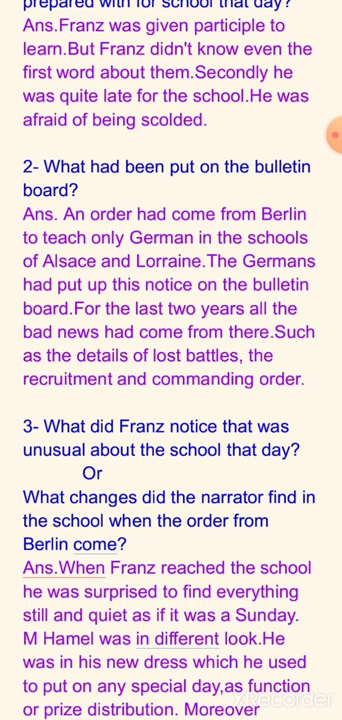 prepared with for school that day?
Ans.Franz was given participle to
learn.But Franz didn't know even the
first word about them.Secondly he
was quite late for the school.He was
afraid of being scolded.
2- What had been put on the bulletin
board?
Ans. An order had come from Berlin
to teach only German in the schools
of Alsace and Lorraine.The Germans
had put up this notice on the bulletin
board.For the last two years all the
bad news had come from there.Such
as the details of lost battles, the
recruitment and commanding order.
3- What did Franz notice that was
unusual about the school that day?
Or
What changes did the narrator find in
the school when the order from
Berlin come?
Ans.When Franz reached the school
he was surprised to find everything
still and quiet as if it was a Sunday.
M Hamel was in different look.He
was in his new dress which he used
to put on any special day,as function
or prize distribution. Moreover